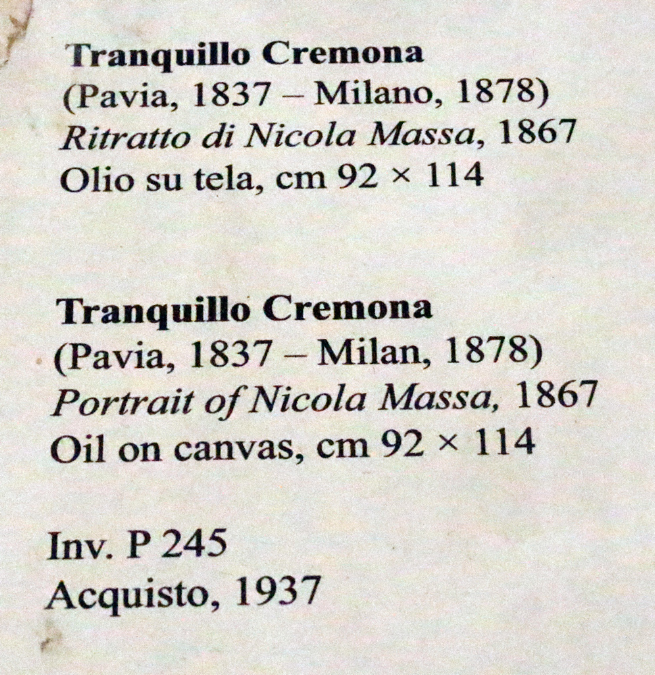 Tranquillo Cremona
(Pavia, 1837 – Milano, 1878)
Ritratto di Nicola Massa, 1867
Olio su tela, cm 92 × 114
Tranquillo Cremona
(Pavia, 1837 – Milan, 1878)
Portrait of Nicola Massa, 1867
Oil on canvas, cm 92 × 114
Inv. P 245
Acquisto, 1937